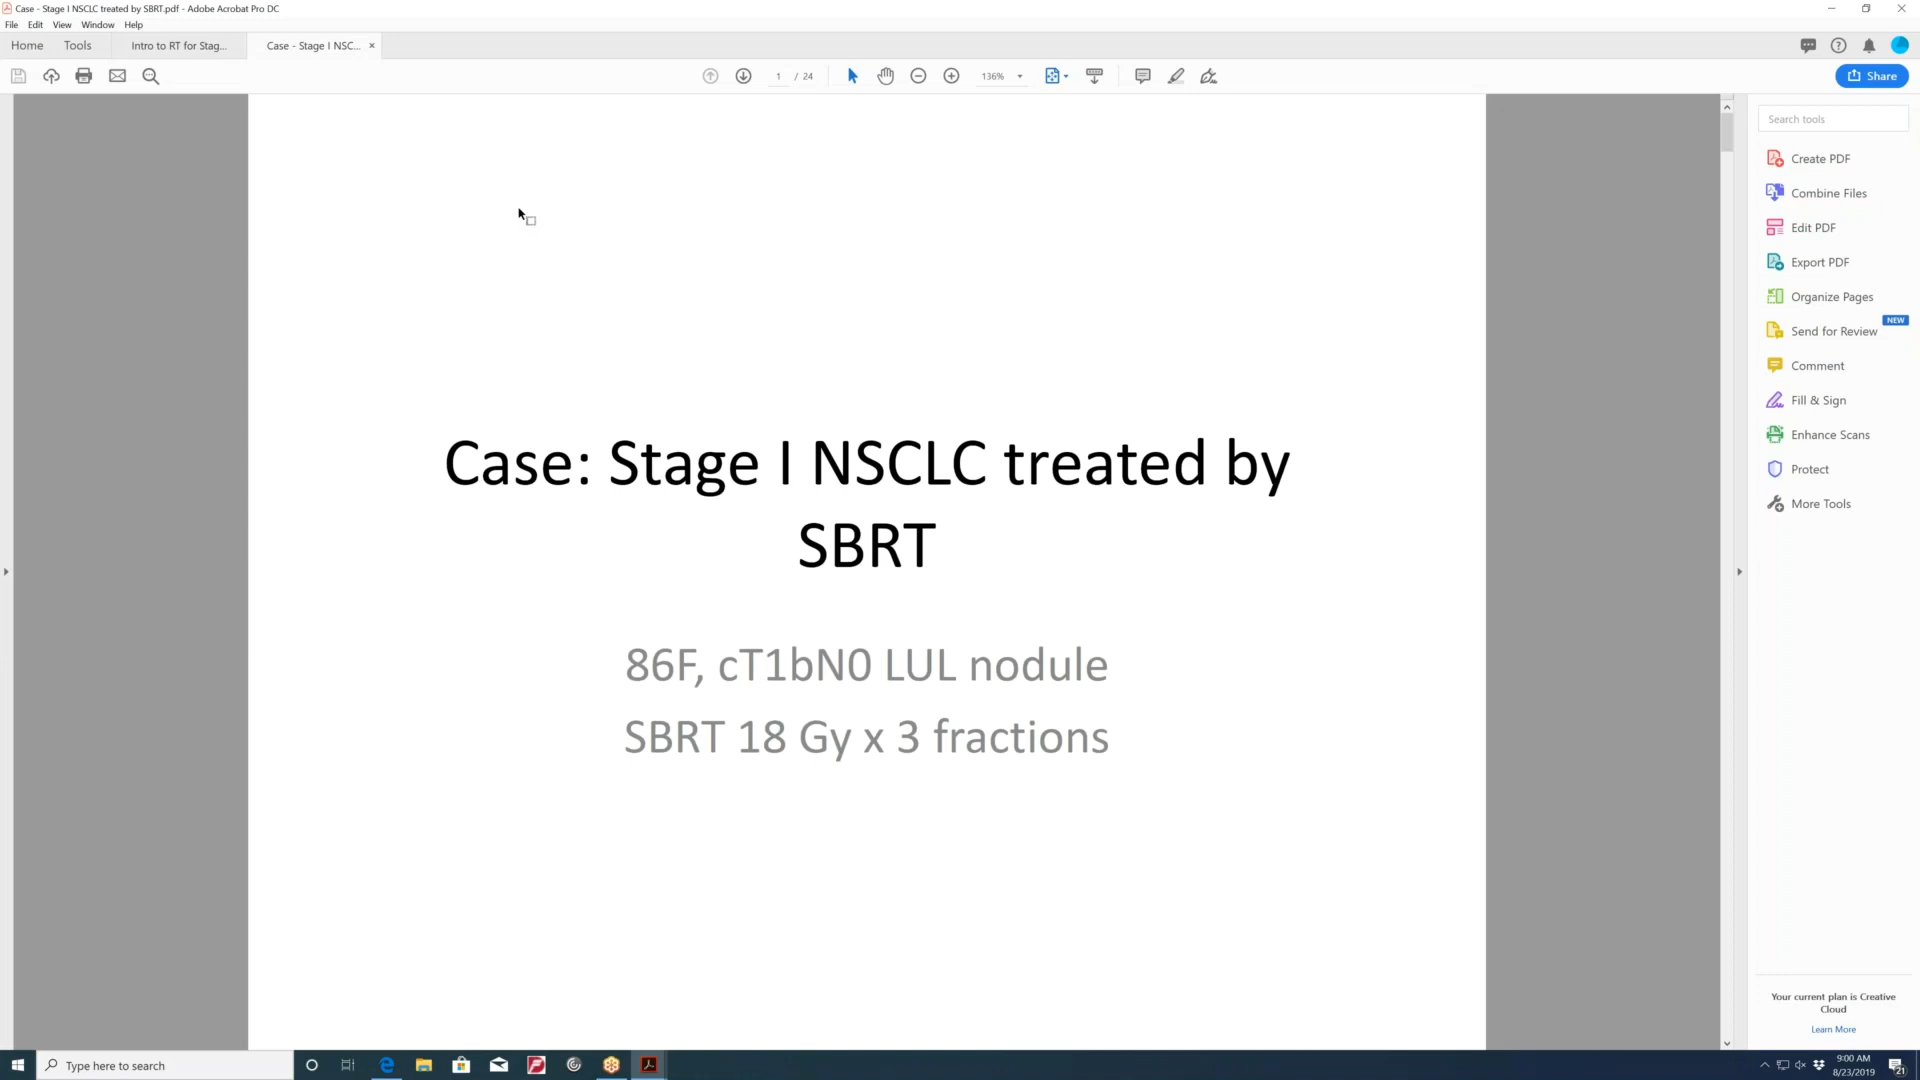 Case - Stage I NSCLC treated by SBRT.pdf - Adobe Acrobat Pro DC
File Edit View Window Help
Home Tools Intro to RT for Stag... Case - Stage I NSC... ×
1 / 24 136% Share
Search tools
Create PDF
Combine Files
Edit PDF
Export PDF
Organize Pages
Send for Review NEW
Comment
Fill & Sign
Enhance Scans
Protect
More Tools
Case: Stage I NSCLC treated by
SBRT
86F, cT1bN0 LUL nodule
SBRT 18 Gy x 3 fractions
Your current plan is Creative
Cloud
Learn More
Type here to search
9:00 AM
8/23/2019
21